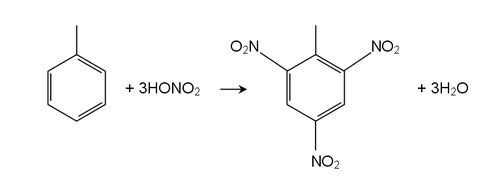 O₂N
NO₂
+ 3HONO₂
+ 3H₂O
NO₂